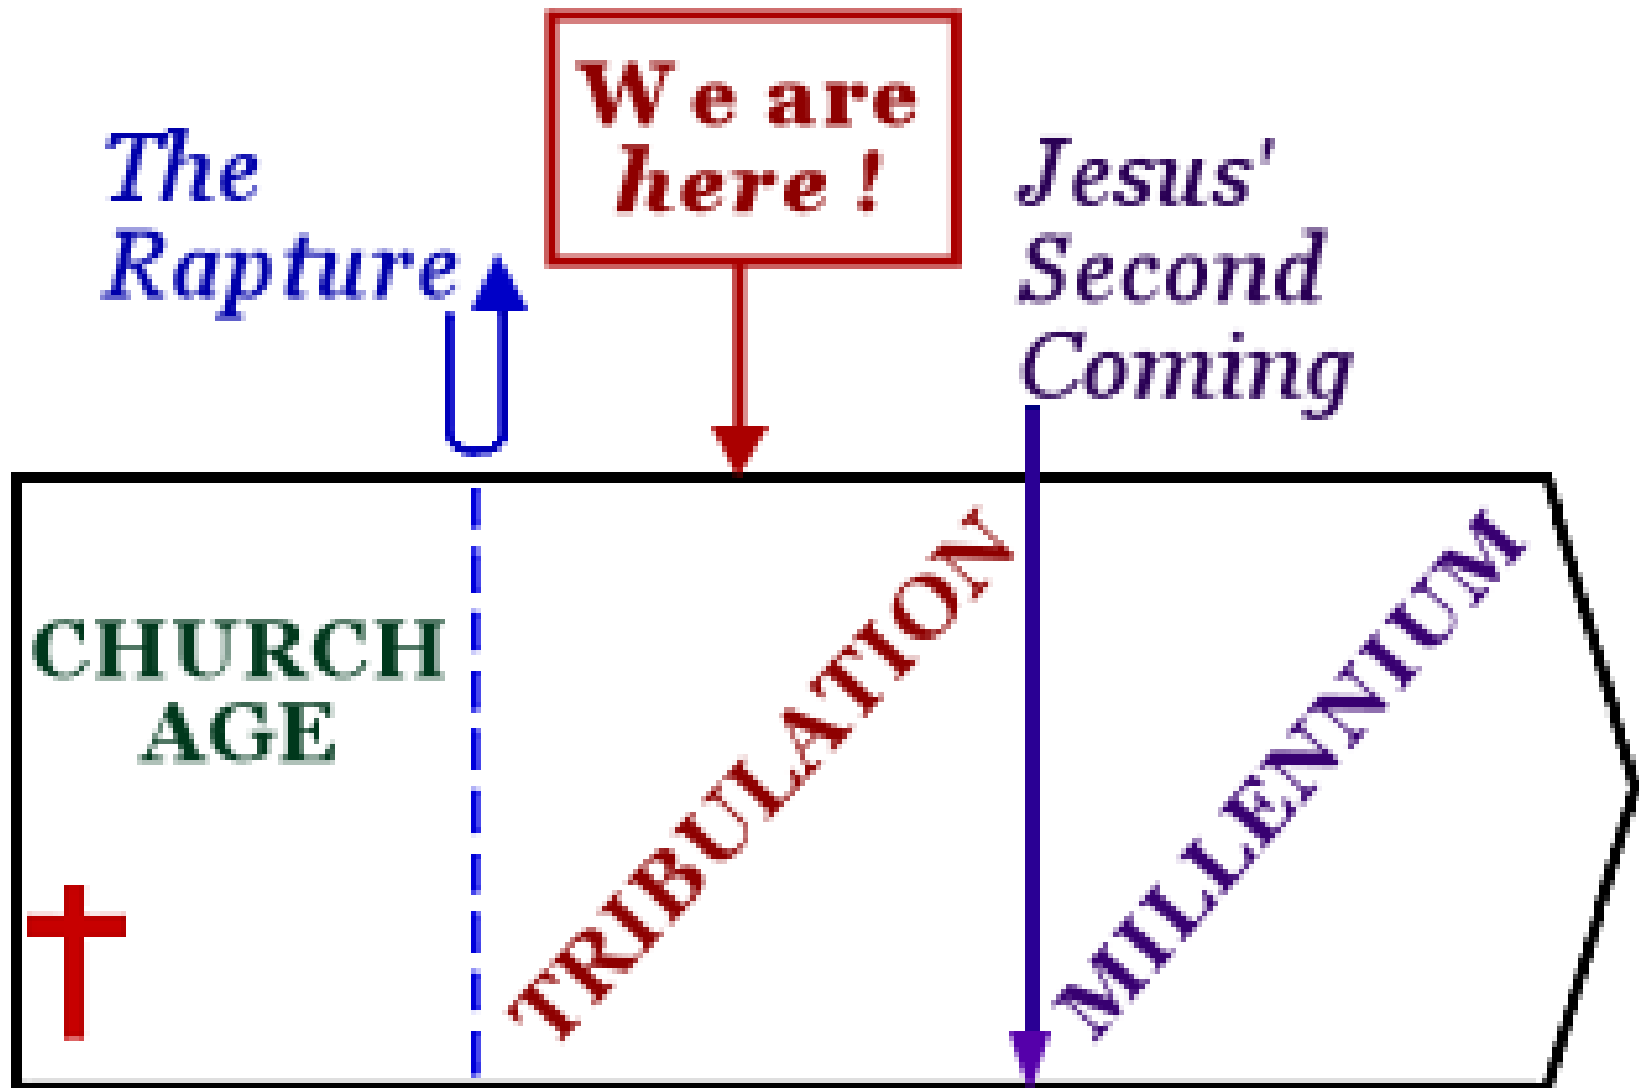 The
Rapture
We are
here !
Jesus'
Second
Coming
CHURCH
AGE
TRIBULATION
MILLENNIUM